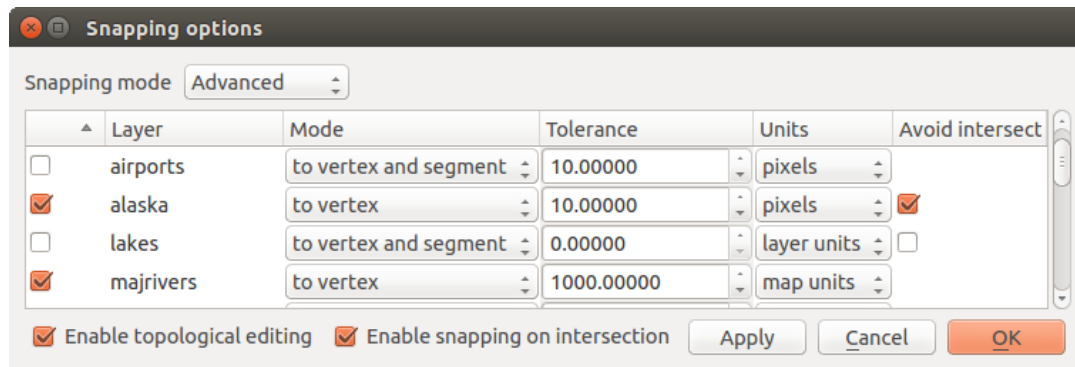 Snapping options
Snapping mode Advanced
Layer Mode Tolerance Units Avoid intersect
airports to vertex and segment 10.00000 pixels
alaska to vertex 10.00000 pixels
lakes to vertex and segment 0.00000 layer units
majrivers to vertex 1000.00000 map units
Enable topological editing Enable snapping on intersection Apply Cancel OK